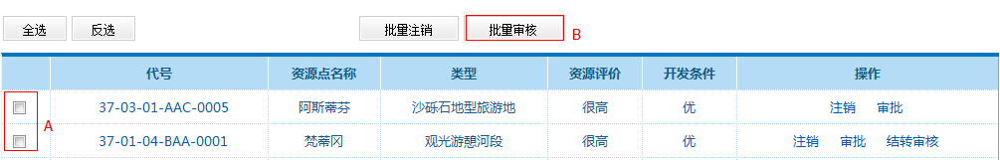 全选 反选 批量注销 批量审核 B
代号 资源点名称 类型 资源评价 开发条件 操作
37-03-01-AAC-0005 阿斯蒂芬 沙砾石地型旅游地 很高 优 注销 审批
A
37-01-04-BAA-0001 梵蒂冈 观光游憩河段 很高 优 注销 审批 结转审核